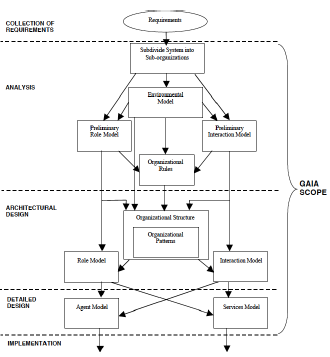 COLLECTION OF
REQUIREMENTS
Requirements
Subdivide System into
Sub-organizations
ANALYSIS
Environmental
Model
Preliminary
Role Model
Preliminary
Interaction Model
Organizational
Rules
GAIA
SCOPE
ARCHITECTURAL
DESIGN
Organizational Structure
Organizational
Patterns
Role Model
Interaction Model
DETAILED
DESIGN
Agent Model
Services Model
IMPLEMENTATION